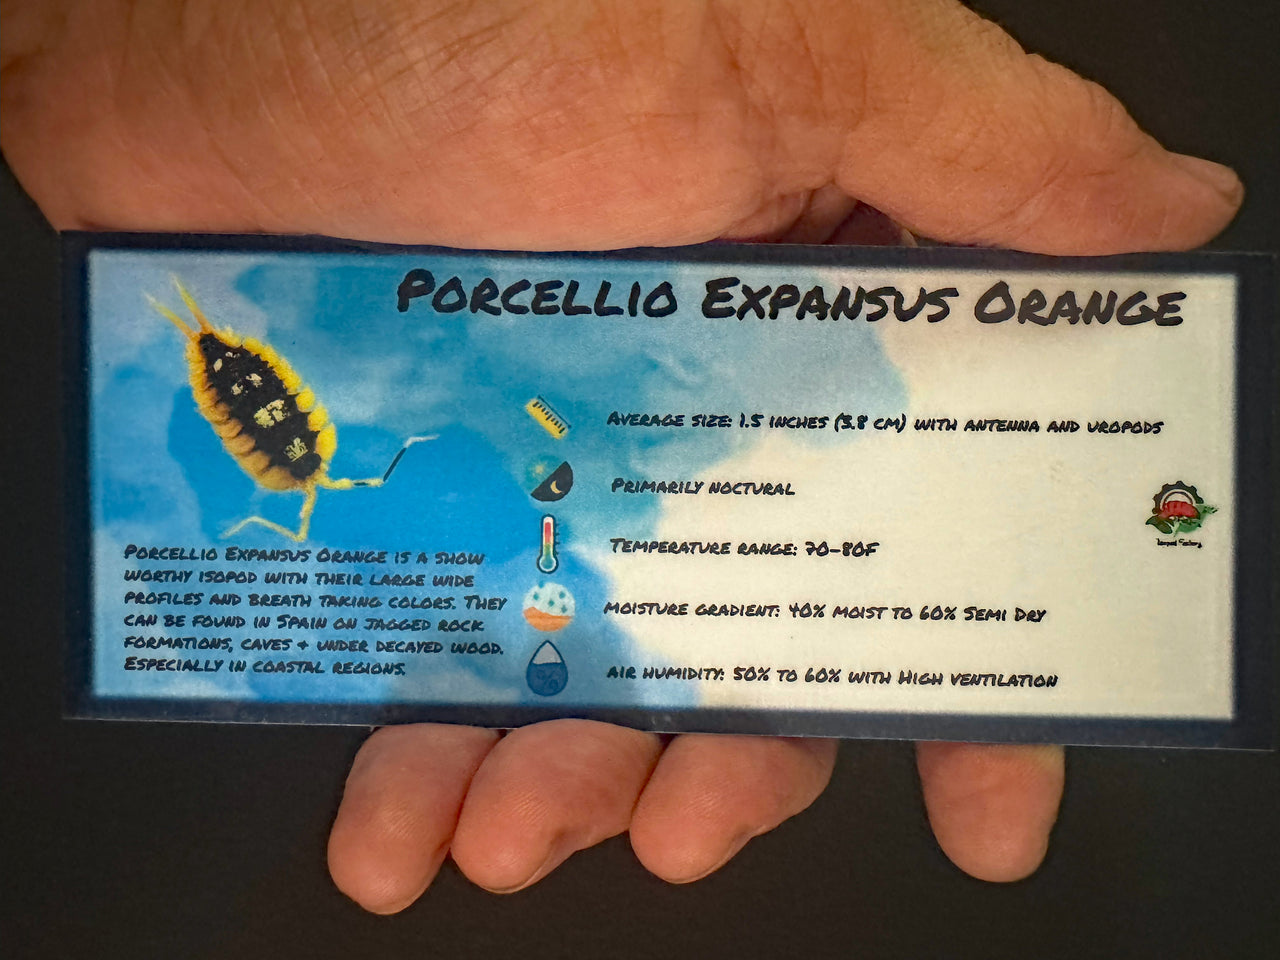 PORCELLIO EXPANSUS ORANGE
AVERAGE SIZE: 1.5 INCHES (3.8 CM) WITH ANTENNA AND UROPODS
PRIMARILY NOCTURAL
TEMPERATURE RANGE: 70-80F
MOISTURE GRADIENT: 40% MOIST TO 60% SEMI DRY
AIR HUMIDITY: 50% TO 60% WITH HIGH VENTILATION
PORCELLIO EXPANSUS ORANGE IS A SHOW
WORTHY ISOPOD WITH THEIR LARGE WIDE
PROFILES AND BREATH TAKING COLORS. THEY
CAN BE FOUND IN SPAIN ON JAGGED ROCK
FORMATIONS, CAVES + UNDER DECAYED WOOD.
ESPECIALLY IN COASTAL REGIONS.
%
Isopod Factory